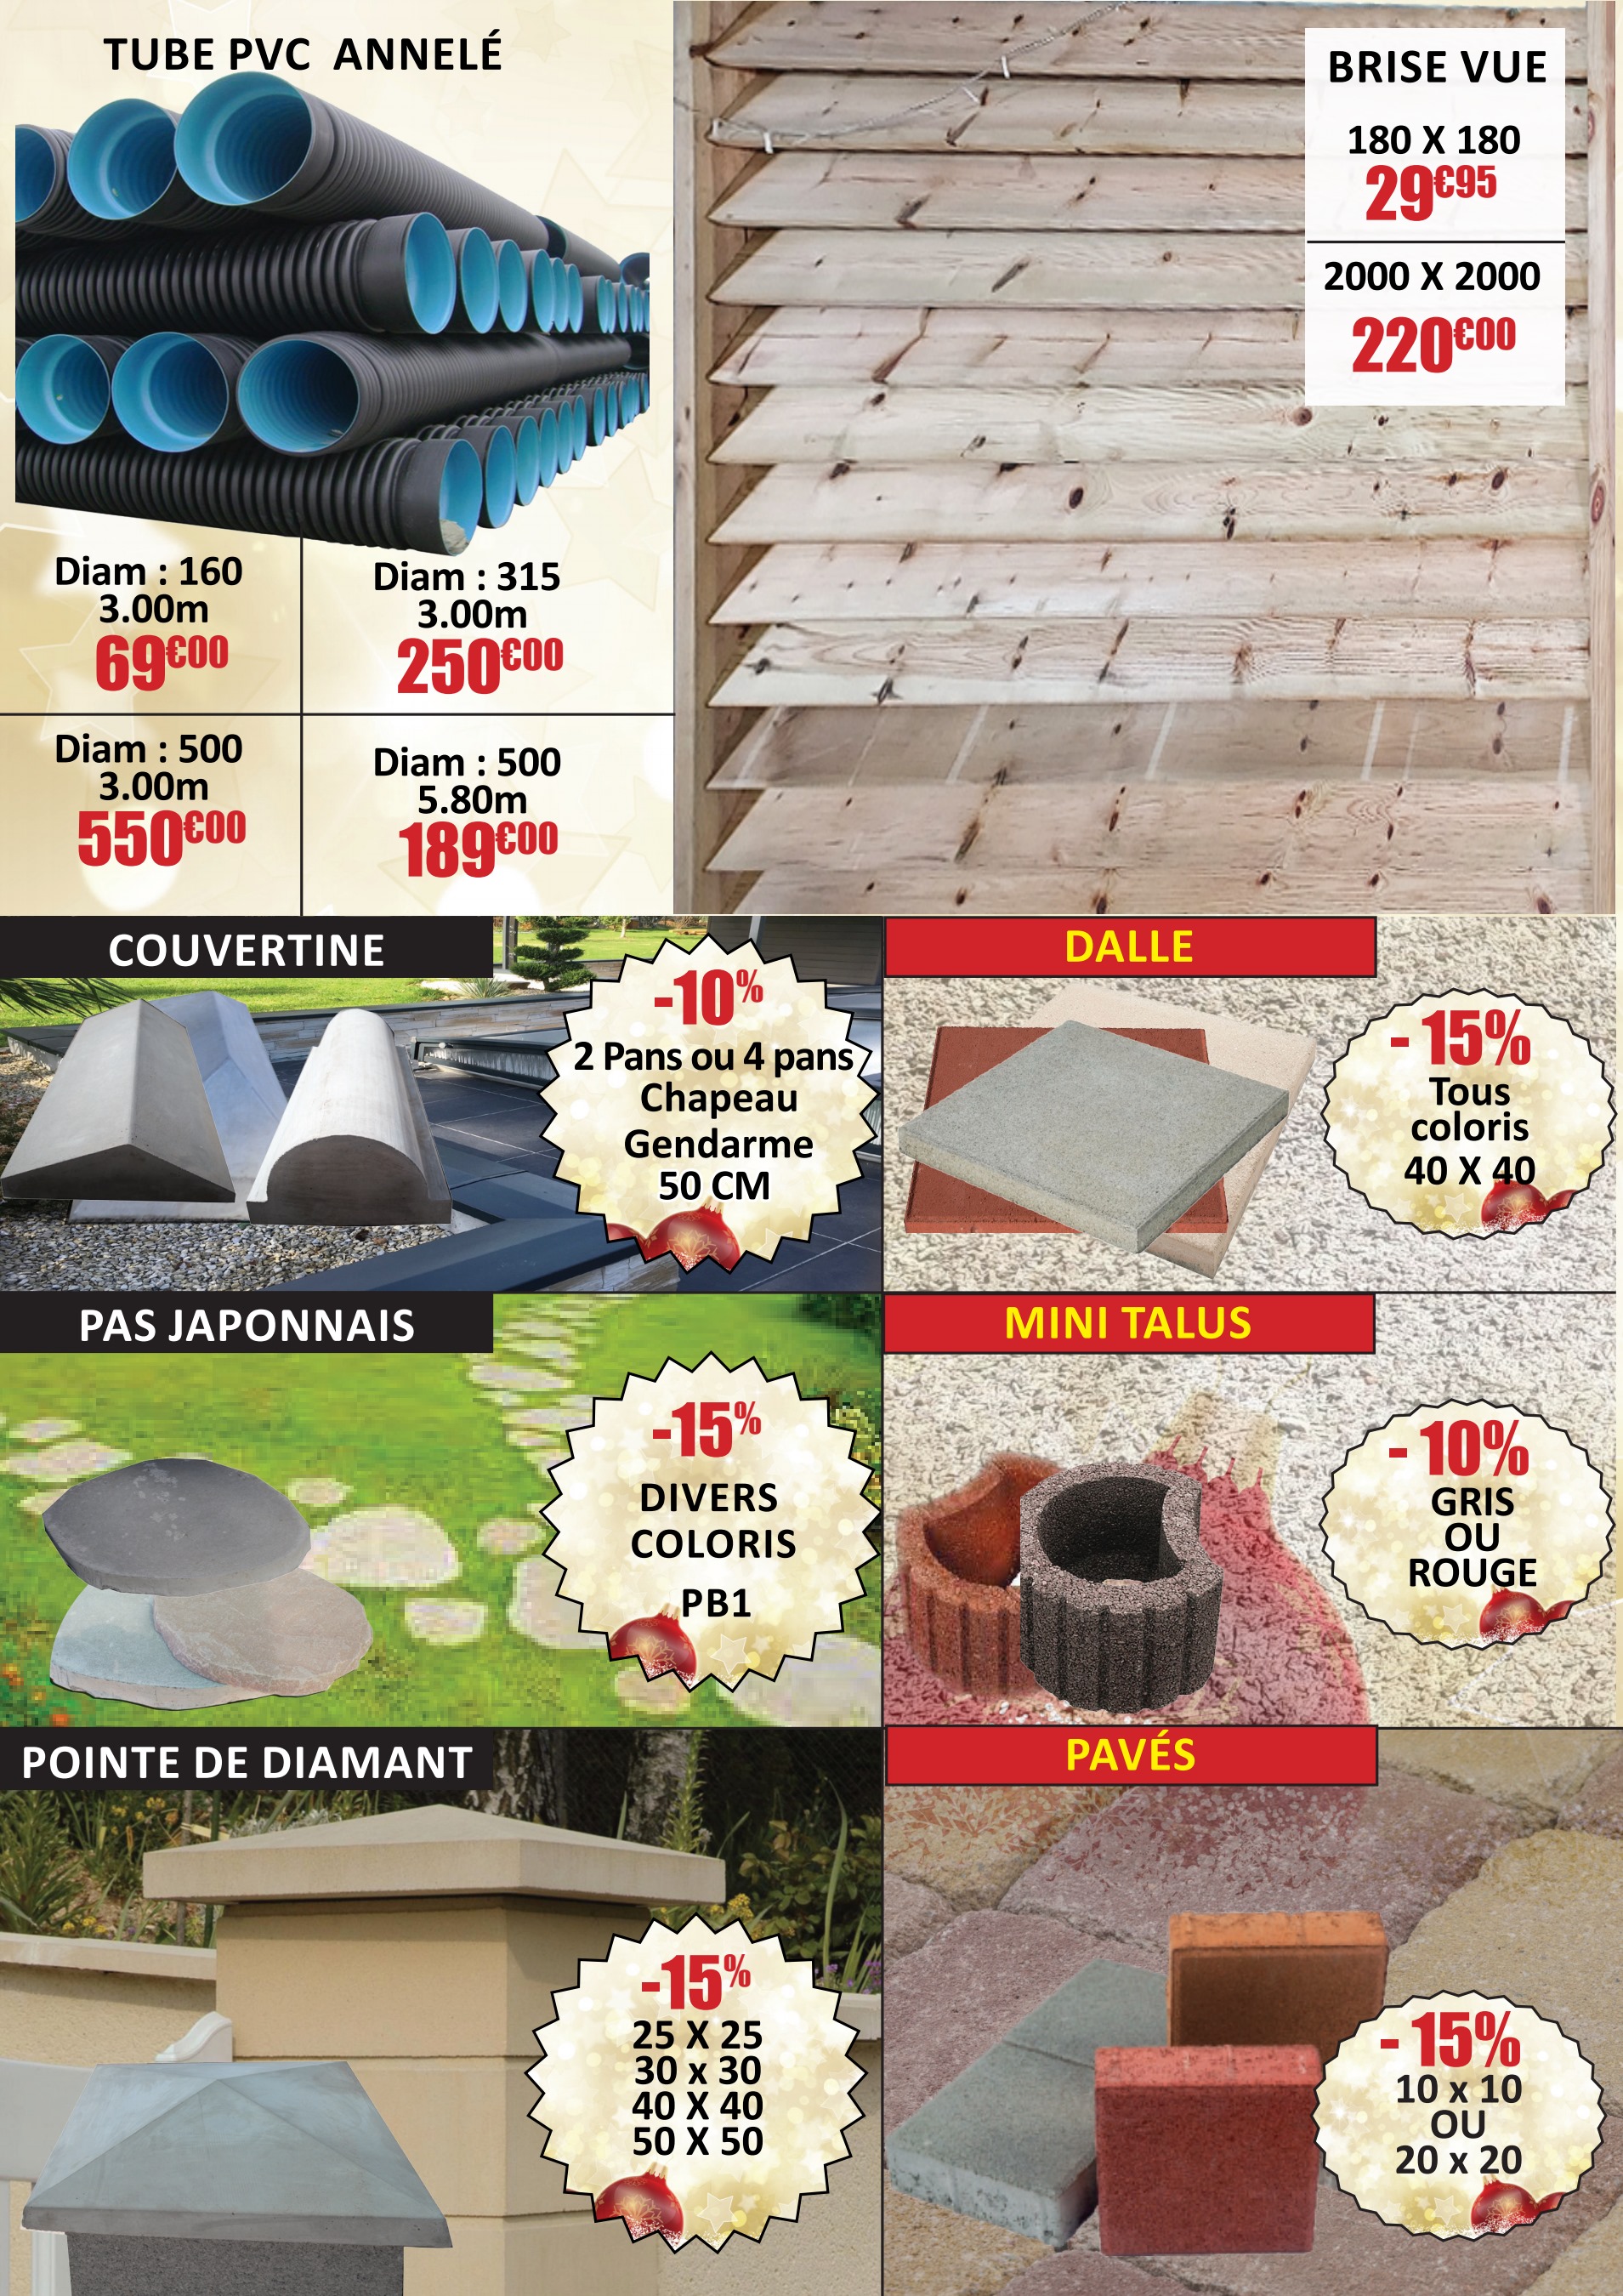 TUBE PVC ANNELÉ
Diam : 160
3.00m
69€00
Diam : 315
3.00m
250€00
Diam : 500
3.00m
550€00
Diam : 500
5.80m
189€00
BRISE VUE
180 X 180
29€95
2000 X 2000
220€00
COUVERTINE
-10%
2 Pans ou 4 pans
Chapeau
Gendarme
50 CM
DALLE
- 15%
Tous
coloris
40 X 40
PAS JAPONNAIS
-15%
DIVERS
COLORIS
PB1
MINI TALUS
- 10%
GRIS
OU
ROUGE
POINTE DE DIAMANT
-15%
25 X 25
30 x 30
40 X 40
50 X 50
PAVÉS
- 15%
10 x 10
OU
20 x 20